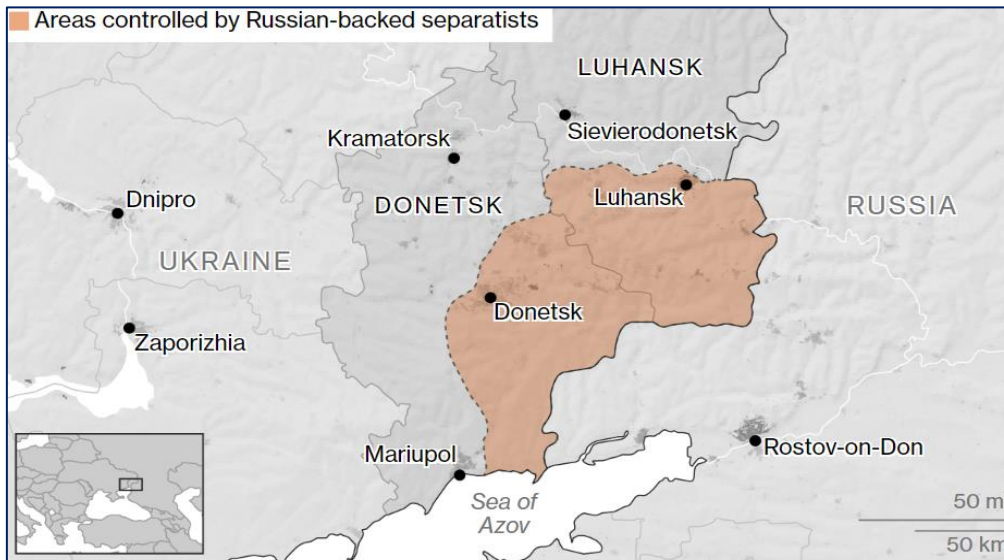 Areas controlled by Russian-backed separatists
LUHANSK
Sievierodonetsk
Kramatorsk
Luhansk
Dnipro
DONETSK
RUSSIA
UKRAINE
Donetsk
Zaporizhia
Mariupol
Rostov-on-Don
Sea of
Azov
50 m
50 km